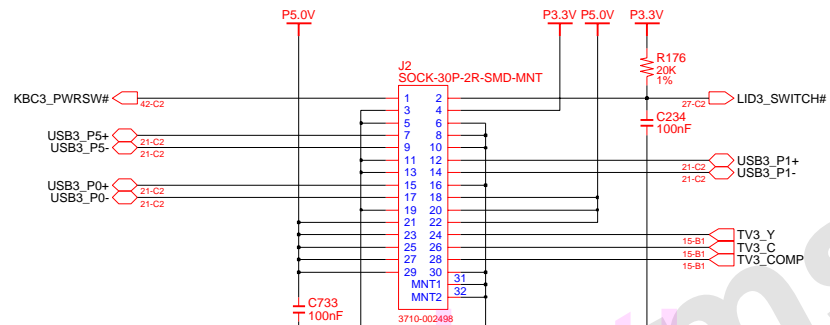 P5.0V
P3.3V
P5.0V
P3.3V
J2
SOCK-30P-2R-SMD-MNT
R176
20K
1%
KBC3_PWRSW#
42-C2
1
2
27-C2
LID3_SWITCH#
3
4
5
6
C234
100nF
USB3_P5+
21-C2
7
8
USB3_P5-
21-C2
9
10
11
12
21-C2
USB3_P1+
13
14
21-C2
USB3_P1-
USB3_P0+
21-C2
15
16
USB3_P0-
21-C2
17
18
19
20
21
22
23
24
15-B1
TV3_Y
25
26
15-B1
TV3_C
27
28
15-B1
TV3_COMP
29
30
MNT1
31
MNT2
32
C733
100nF
3710-002498